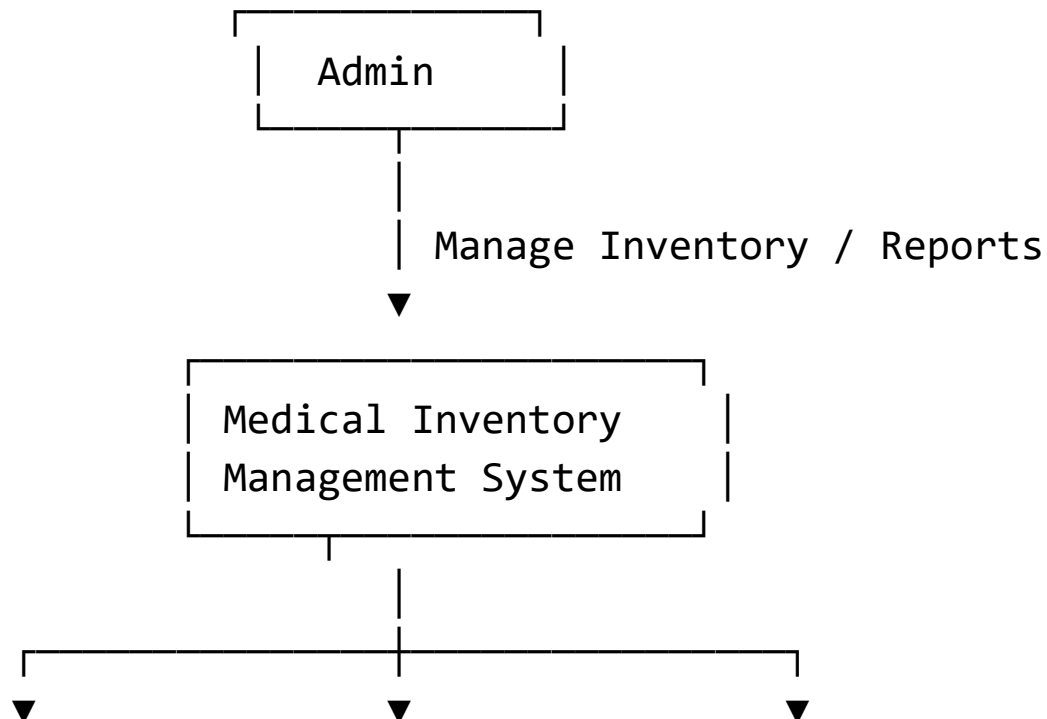 Admin
Manage Inventory / Reports
Medical Inventory
Management System